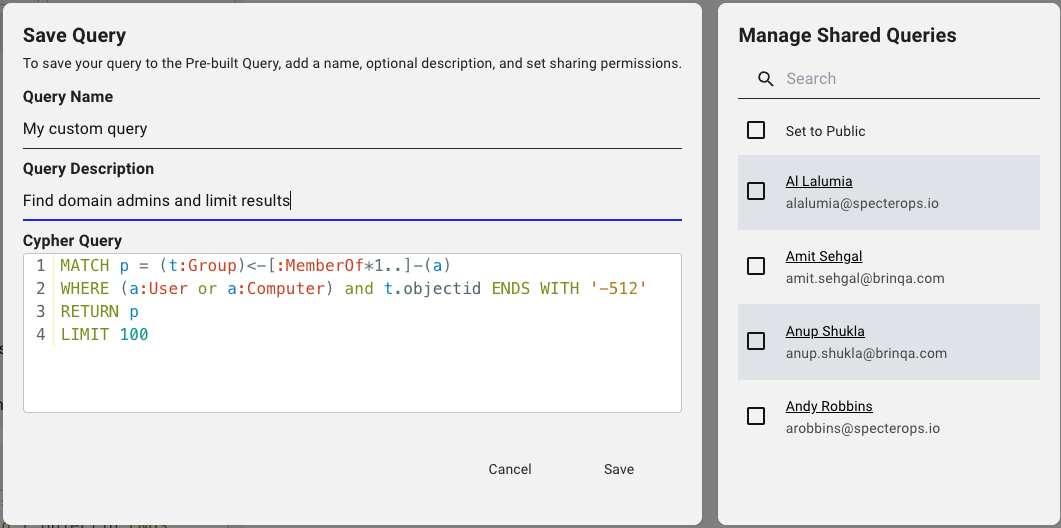 Save Query
To save your query to the Pre-built Query, add a name, optional description, and set sharing permissions.
Query Name
My custom query
Query Description
Find domain admins and limit results
Cypher Query
1 MATCH p = (t:Group)<-[:MemberOf*1..]-(a)
2 WHERE (a:User or a:Computer) and t.objectid ENDS WITH '-512'
3 RETURN p
4 LIMIT 100
Cancel Save
Manage Shared Queries
Search
Set to Public
Al Lalumia
alalumia@specterops.io
Amit Sehgal
amit.sehgal@brinqa.com
Anup Shukla
anup.shukla@brinqa.com
Andy Robbins
arobbins@specterops.io